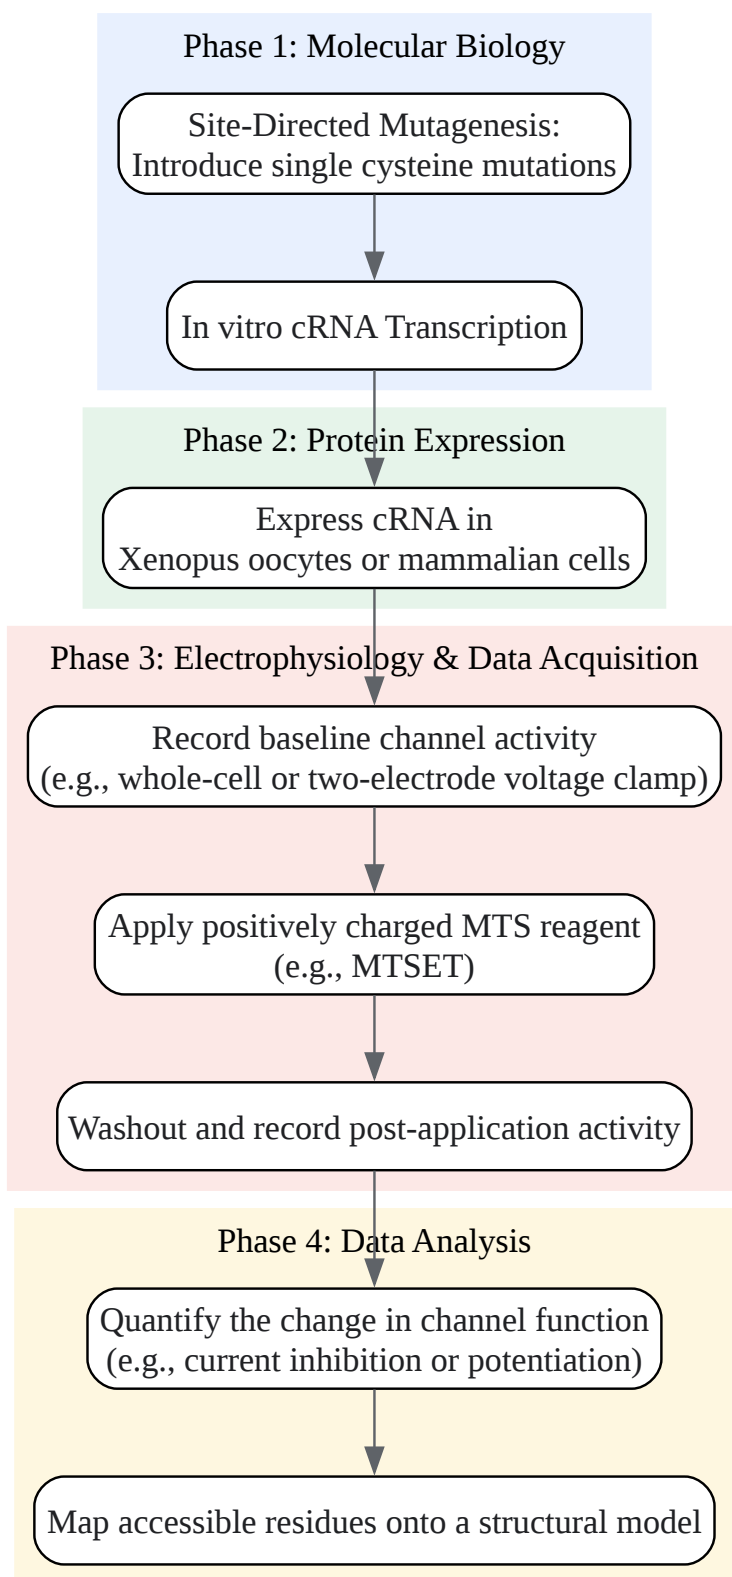 Phase 1: Molecular Biology
Site-Directed Mutagenesis:
Introduce single cysteine mutations
In vitro cRNA Transcription
Phase 2: Protein Expression
Express cRNA in
Xenopus oocytes or mammalian cells
Phase 3: Electrophysiology & Data Acquisition
Record baseline channel activity
(e.g., whole-cell or two-electrode voltage clamp)
Apply positively charged MTS reagent
(e.g., MTSET)
Washout and record post-application activity
Phase 4: Data Analysis
Quantify the change in channel function
(e.g., current inhibition or potentiation)
Map accessible residues onto a structural model